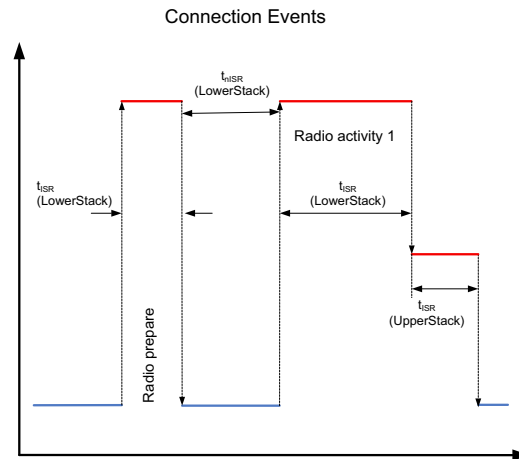 Connection Events
tnISR
(LowerStack)
Radio activity 1
tISR
(LowerStack)
tISR
(LowerStack)
tISR
(UpperStack)
Radio prepare